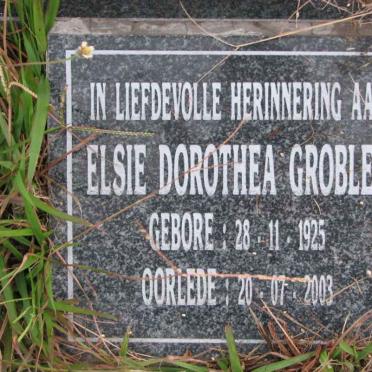 IN LIEFDEVOLLE HERINNERING AA
ELSIE DOROTHEA GROBLE
GEBORE : 28 - 11 - 1925
OORLEDE : 20 - 07 - 2003